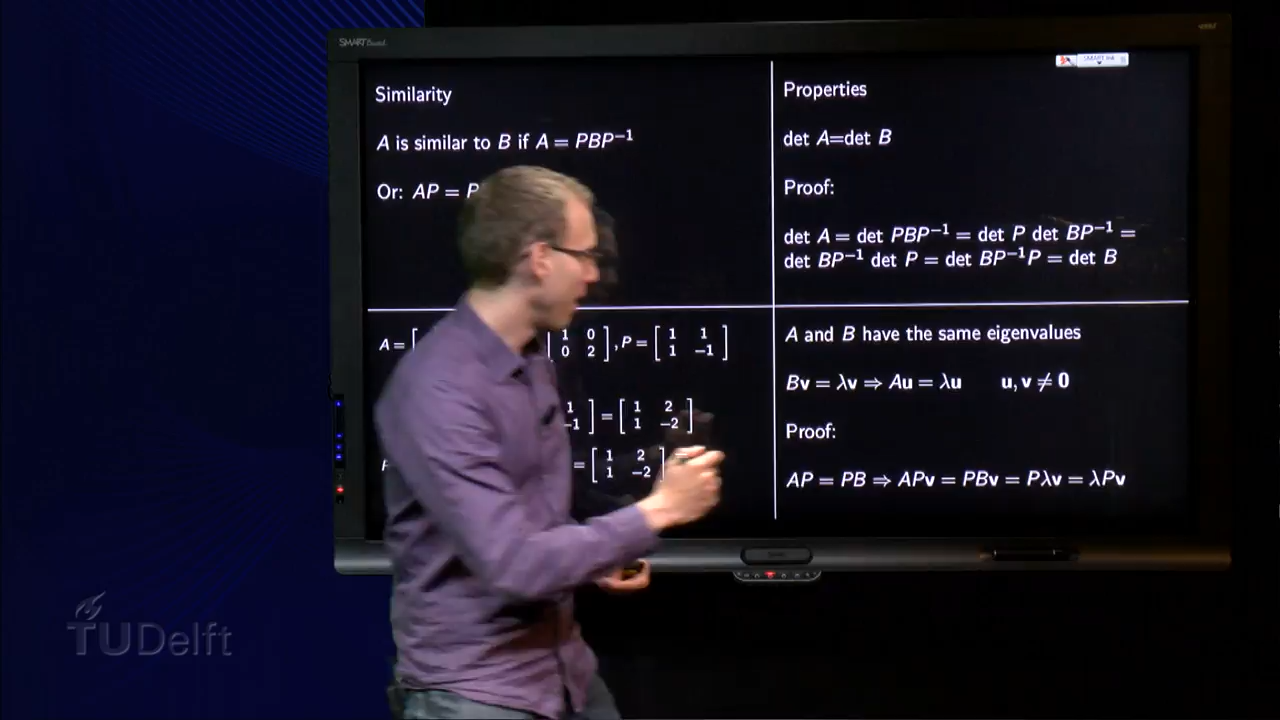 SMART Board
Similarity
A is similar to B if A = PBP⁻¹
Or: AP = P
A = [ 1 0 0 2 ], P = [ 1 1 1 −1 ]
1 −1 ] = [ 1 2 1 −2 ]
= [ 1 2 1 −2 ]
Properties
det A=det B
Proof:
det A = det PBP⁻¹ = det P det BP⁻¹ =
det BP⁻¹ det P = det BP⁻¹P = det B
A and B have the same eigenvalues
Bv = λv ⇒ Au = λu u, v ≠ 0
Proof:
AP = PB ⇒ APv = PBv = Pλv = λPv
TUDelft